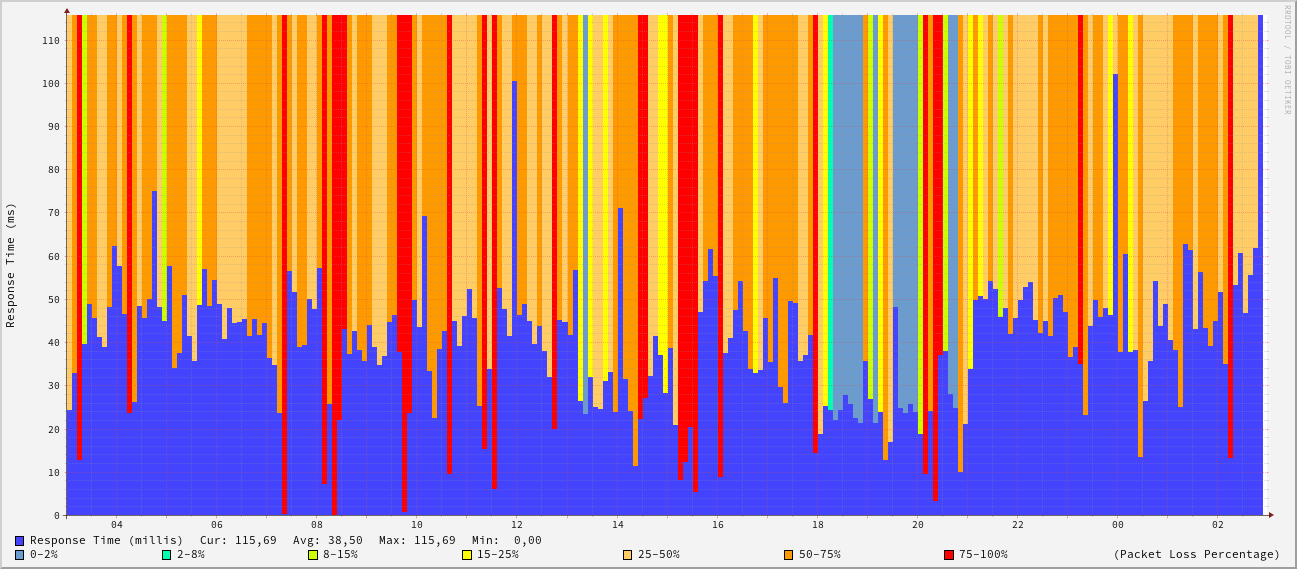 RRDTOOL / TOBI OETIKER
Response Time (ms)
110
100
90
80
70
60
50
40
30
20
10
0
04 06 08 10 12 14 16 18 20 22 00 02
Response Time (millis) Cur: 115,69 Avg: 38,50 Max: 115,69 Min: 0,00
0-2% 2-8% 8-15% 15-25% 25-50% 50-75% 75-100% (Packet Loss Percentage)